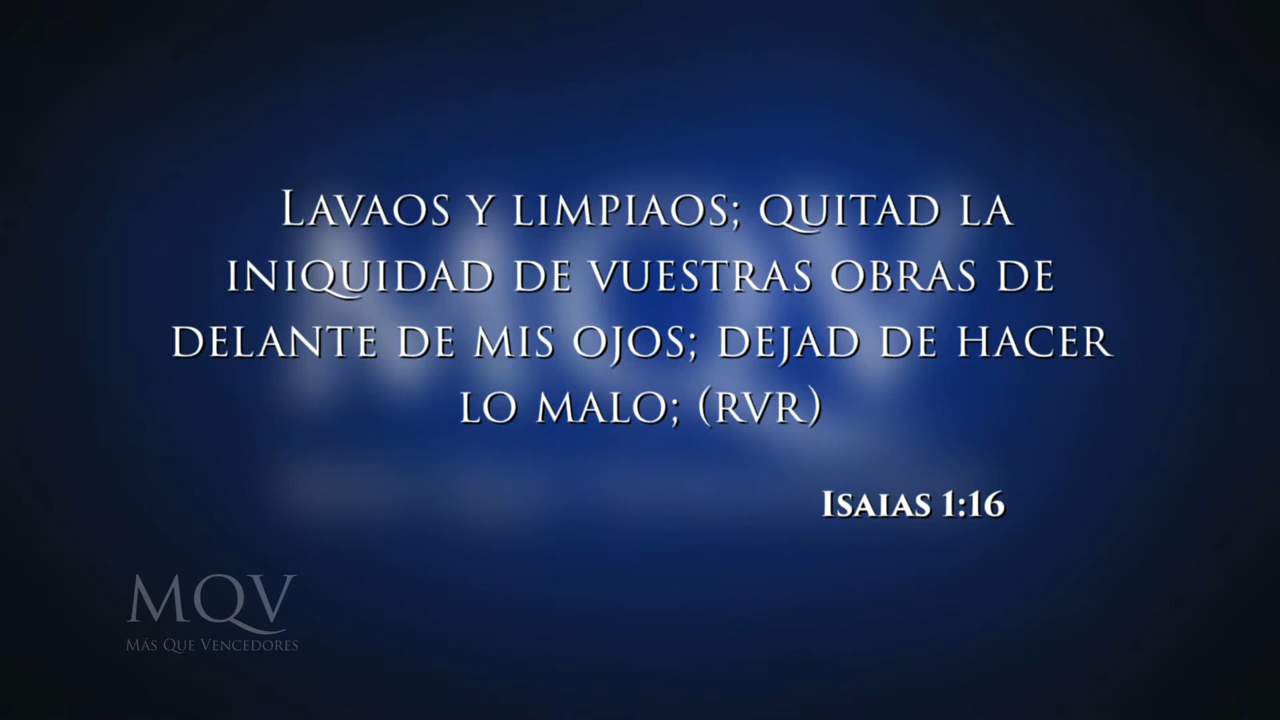 Lavaos y limpiaos; quitad la
iniquidad de vuestras obras de
delante de mis ojos; dejad de hacer
lo malo; (rvr)
Isaias 1:16
MQV
Más Que Vencedores